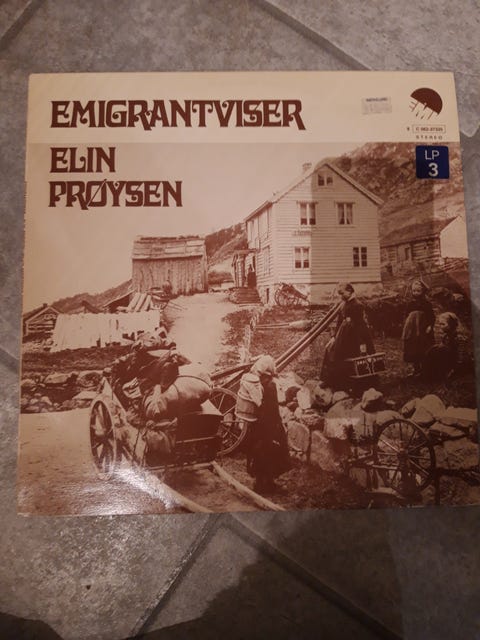 EMIGRANTVISER
ELIN
PRØYSEN
STEREO
LP
3